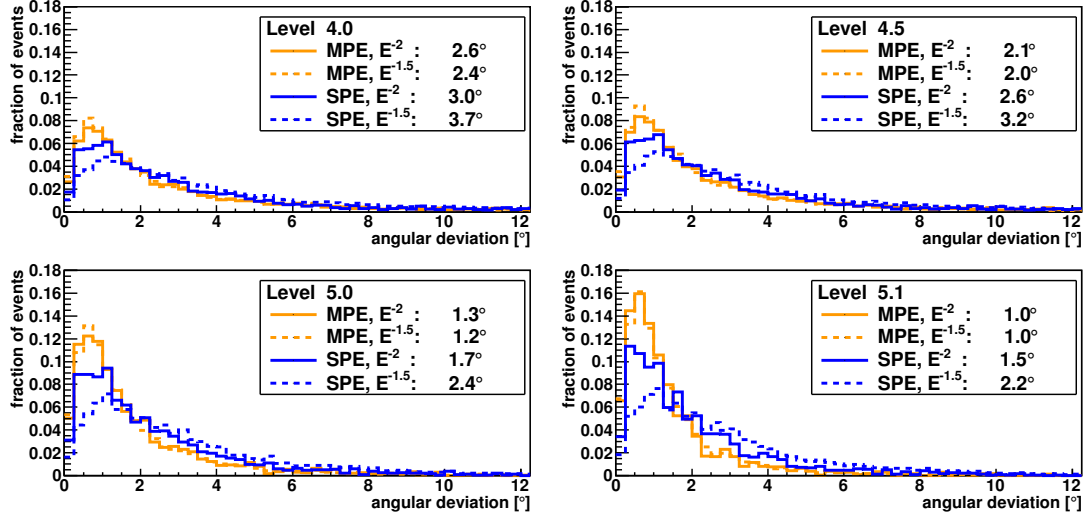 fraction of events
0.18
0.16
0.14
0.12
0.1
0.08
0.06
0.04
0.02
0
Level 4.0
MPE, E⁻² : 2.6°
MPE, E⁻¹·⁵: 2.4°
SPE, E⁻² : 3.0°
SPE, E⁻¹·⁵: 3.7°
0 2 4 6 8 10 12
angular deviation [°]
fraction of events
0.18
0.16
0.14
0.12
0.1
0.08
0.06
0.04
0.02
0
Level 4.5
MPE, E⁻² : 2.1°
MPE, E⁻¹·⁵: 2.0°
SPE, E⁻² : 2.6°
SPE, E⁻¹·⁵: 3.2°
0 2 4 6 8 10 12
angular deviation [°]
fraction of events
0.18
0.16
0.14
0.12
0.1
0.08
0.06
0.04
0.02
0
Level 5.0
MPE, E⁻² : 1.3°
MPE, E⁻¹·⁵: 1.2°
SPE, E⁻² : 1.7°
SPE, E⁻¹·⁵: 2.4°
0 2 4 6 8 10 12
angular deviation [°]
fraction of events
0.18
0.16
0.14
0.12
0.1
0.08
0.06
0.04
0.02
0
Level 5.1
MPE, E⁻² : 1.0°
MPE, E⁻¹·⁵: 1.0°
SPE, E⁻² : 1.5°
SPE, E⁻¹·⁵: 2.2°
0 2 4 6 8 10 12
angular deviation [°]